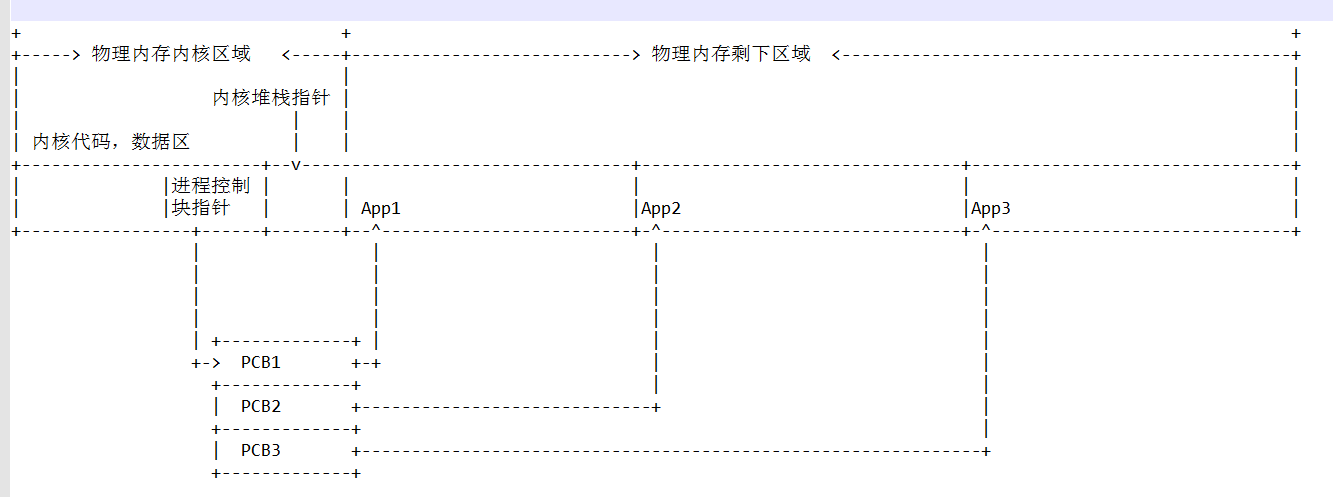 物理内存内核区域 物理内存剩下区域
内核堆栈指针
内核代码，数据区
进程控制
块指针 App1 App2 App3
PCB1
PCB2
PCB3